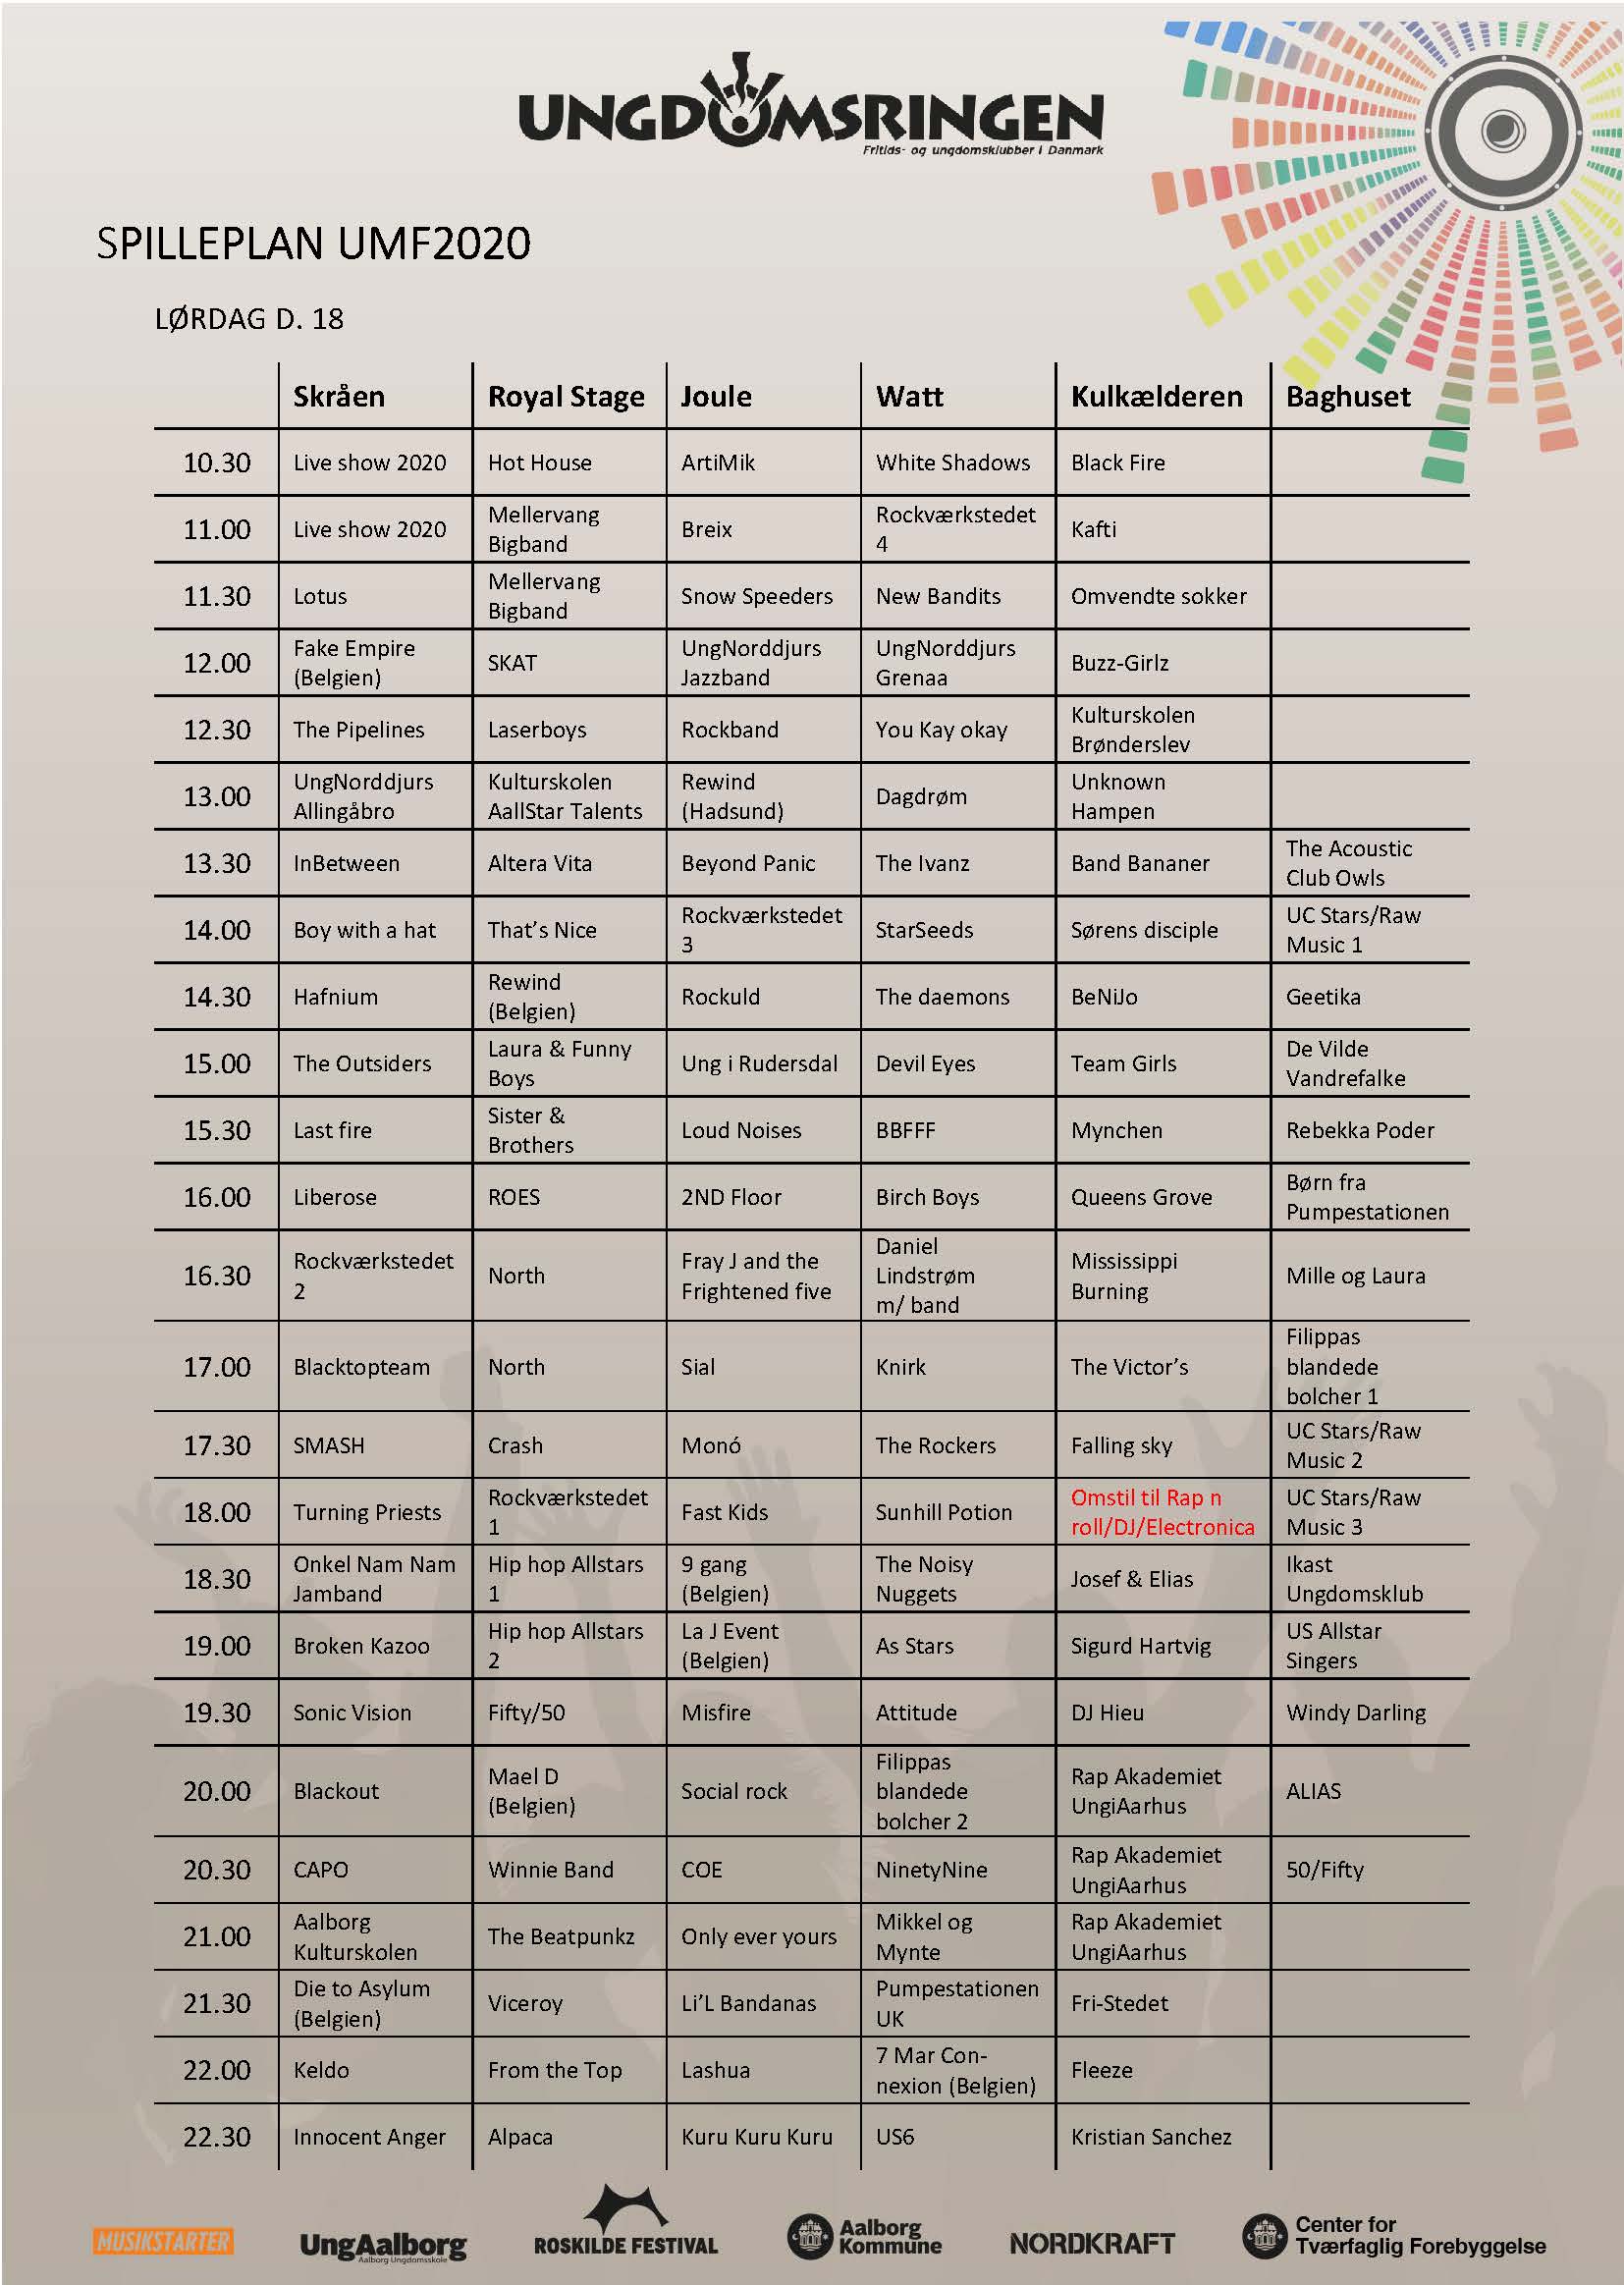 UNGDOMSRINGEN
Fritids- og ungdomsklubber i Danmark
SPILLEPLAN UMF2020
LØRDAG D. 18
Skråen Royal Stage Joule Watt Kulkælderen Baghuset
10.30 Live show 2020 Hot House ArtiMik White Shadows Black Fire
11.00 Live show 2020 Mellervang Bigband Breix Rockværkstedet 4 Kafti
11.30 Lotus Mellervang Bigband Snow Speeders New Bandits Omvendte sokker
12.00 Fake Empire (Belgien) SKAT UngNorddjurs Jazzband UngNorddjurs Grenaa Buzz-Girlz
12.30 The Pipelines Laserboys Rockband You Kay okay Kulturskolen Brønderslev
13.00 UngNorddjurs Allingåbro Kulturskolen AallStar Talents Rewind (Hadsund) Dagdrøm Unknown Hampen
13.30 InBetween Altera Vita Beyond Panic The Ivanz Band Bananer The Acoustic Club Owls
14.00 Boy with a hat That's Nice Rockværkstedet 3 StarSeeds Sørens disciple UC Stars/Raw Music 1
14.30 Hafnium Rewind (Belgien) Rockuld The daemons BeNiJo Geetika
15.00 The Outsiders Laura & Funny Boys Ung i Rudersdal Devil Eyes Team Girls De Vilde Vandrefalke
15.30 Last fire Sister & Brothers Loud Noises BBFFF Mynchen Rebekka Poder
16.00 Liberose ROES 2ND Floor Birch Boys Queens Grove Børn fra Pumpestationen
16.30 Rockværkstedet 2 North Fray J and the Frightened five Daniel Lindstrøm m/ band Mississippi Burning Mille og Laura
17.00 Blacktopteam North Sial Knirk The Victor's Filippas blandede bolcher 1
17.30 SMASH Crash Monó The Rockers Falling sky UC Stars/Raw Music 2
18.00 Turning Priests Rockværkstedet 1 Fast Kids Sunhill Potion Omstil til Rap n roll/DJ/Electronica UC Stars/Raw Music 3
18.30 Onkel Nam Nam Jamband Hip hop Allstars 1 9 gang (Belgien) The Noisy Nuggets Josef & Elias Ikast Ungdomsklub
19.00 Broken Kazoo Hip hop Allstars 2 La J Event (Belgien) As Stars Sigurd Hartvig US Allstar Singers
19.30 Sonic Vision Fifty/50 Misfire Attitude DJ Hieu Windy Darling
20.00 Blackout Mael D (Belgien) Social rock Filippas blandede bolcher 2 Rap Akademiet UngiAarhus ALIAS
20.30 CAPO Winnie Band COE NinetyNine Rap Akademiet UngiAarhus 50/Fifty
21.00 Aalborg Kulturskolen The Beatpunkz Only ever yours Mikkel og Mynte Rap Akademiet UngiAarhus
21.30 Die to Asylum (Belgien) Viceroy Li'L Bandanas Pumpestationen UK Fri-Stedet
22.00 Keldo From the Top Lashua 7 Mar Con-nexion (Belgien) Fleeze
22.30 Innocent Anger Alpaca Kuru Kuru Kuru US6 Kristian Sanchez
MUSIKSTARTER
UngAalborg
Aalborg Ungdomsskole
ROSKILDE FESTIVAL
Aalborg
Kommune
NORDKRAFT
Center for
Tværfaglig Forebyggelse